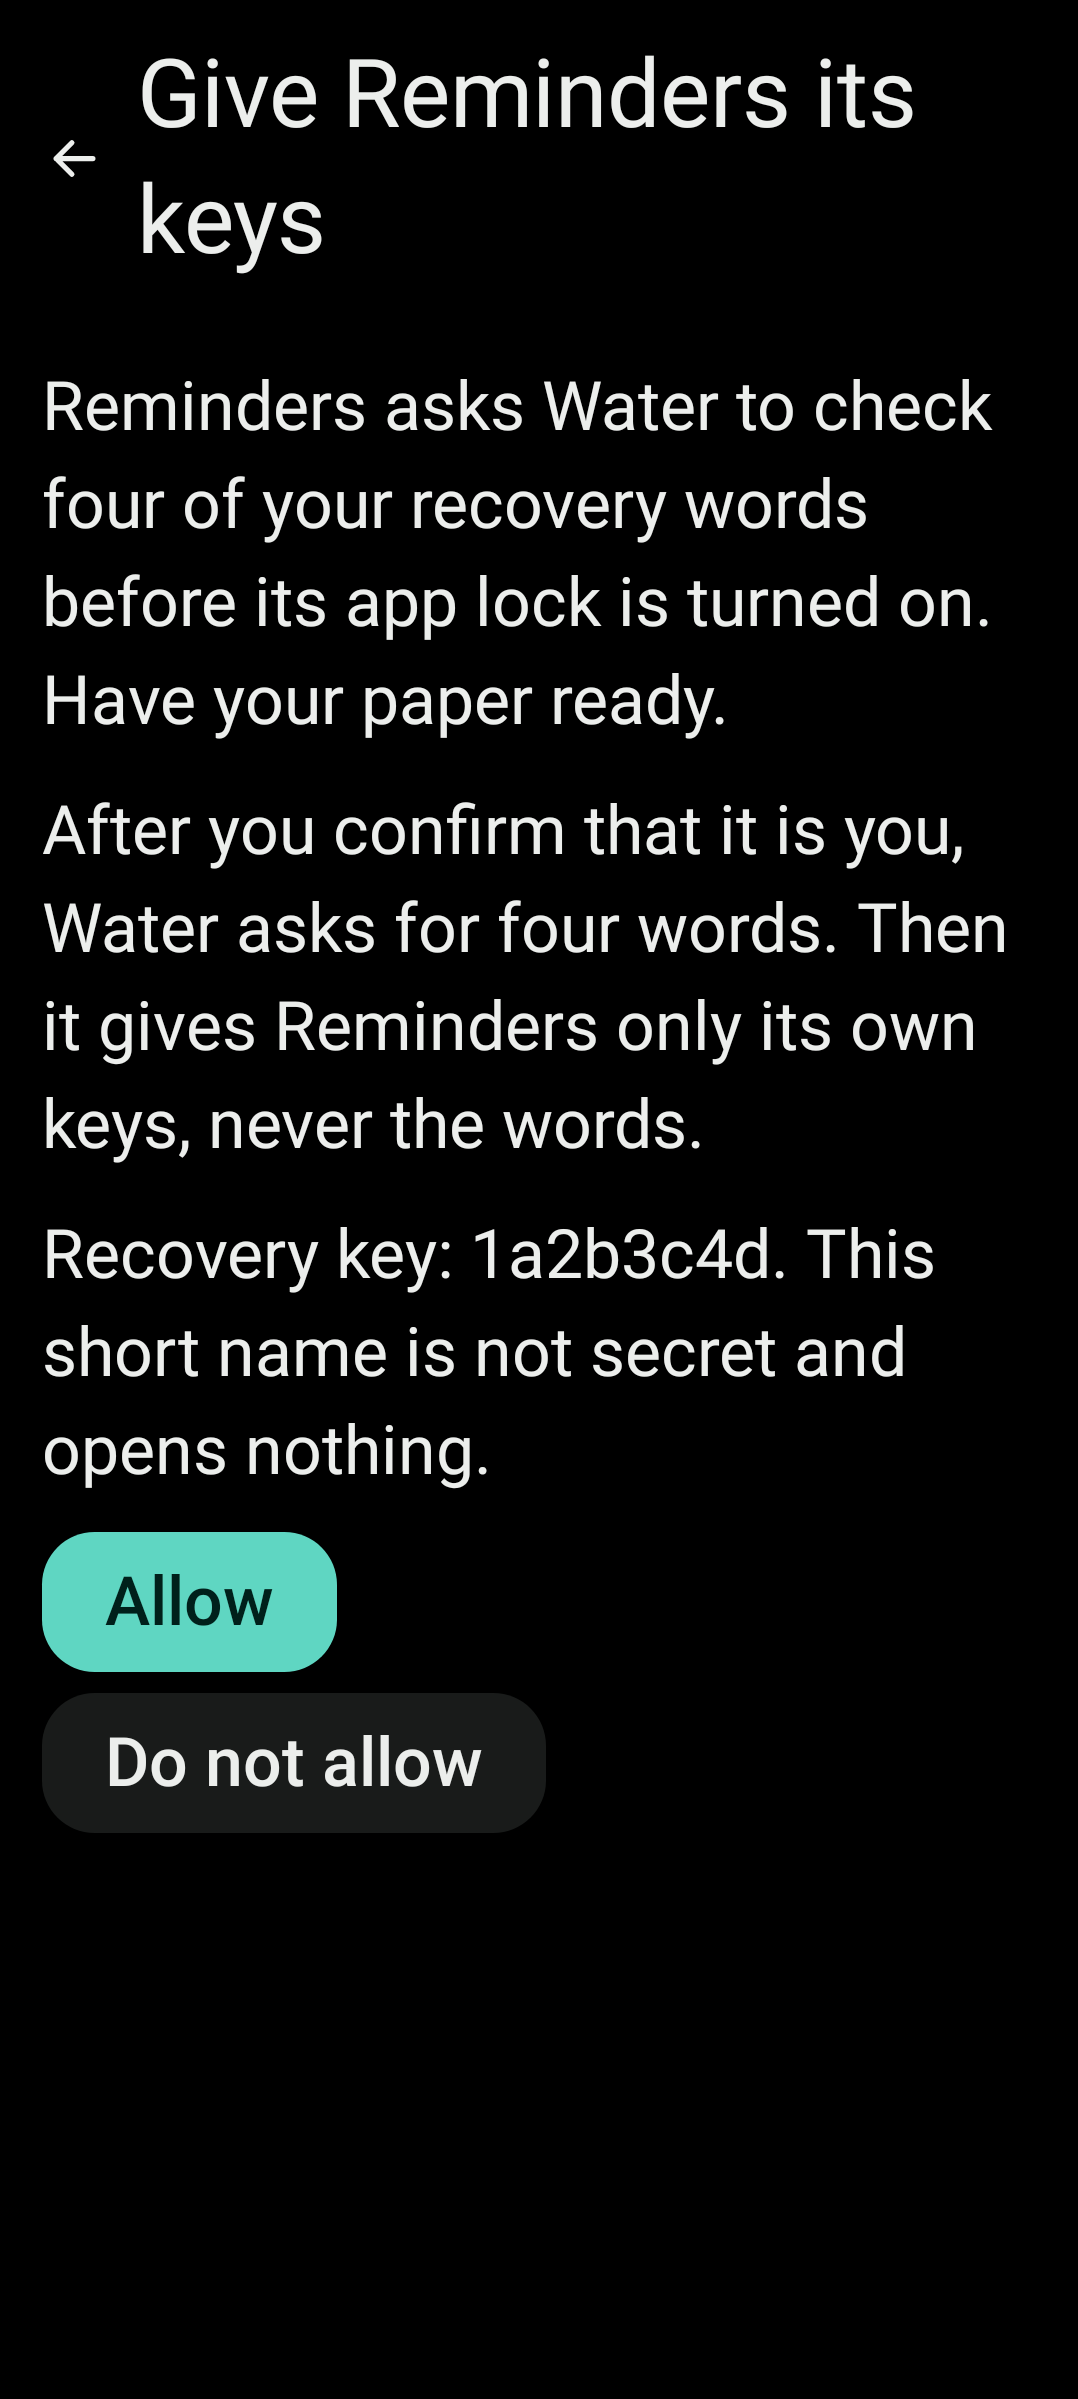 Give Reminders its
keys
Reminders asks Water to check
four of your recovery words
before its app lock is turned on.
Have your paper ready.
After you confirm that it is you,
Water asks for four words. Then
it gives Reminders only its own
keys, never the words.
Recovery key: 1a2b3c4d. This
short name is not secret and
opens nothing.
Allow
Do not allow